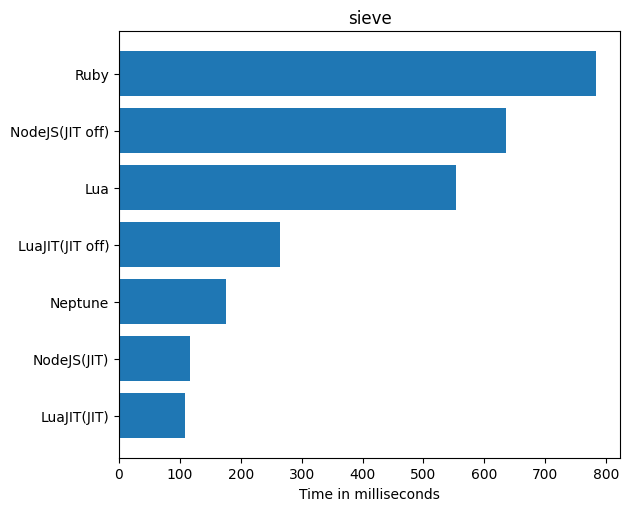 sieve
Ruby
NodeJS(JIT off)
Lua
LuaJIT(JIT off)
Neptune
NodeJS(JIT)
LuaJIT(JIT)
0 100 200 300 400 500 600 700 800
Time in milliseconds